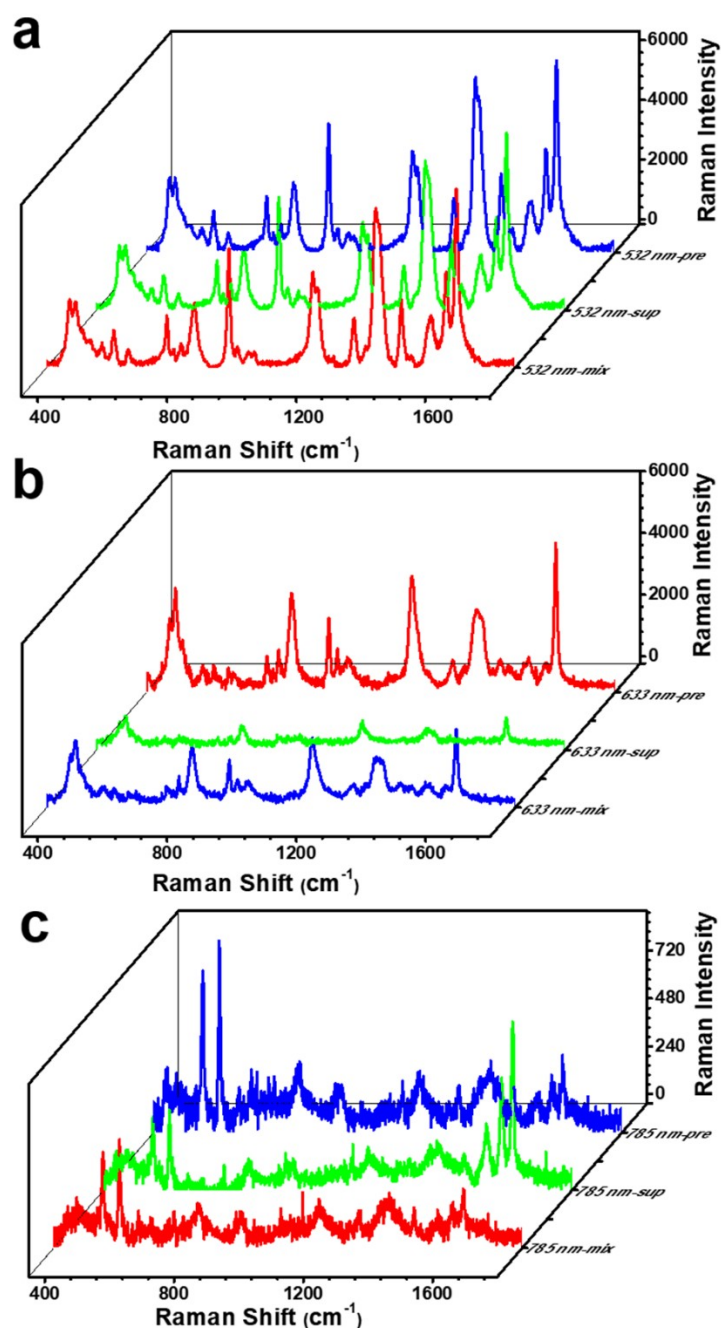 a
6000
4000
2000
0
Raman Intensity
532 nm-pre
532 nm-sup
532 nm-mix
400 800 1200 1600
Raman Shift (cm⁻¹)
b
6000
4000
2000
0
Raman Intensity
633 nm-pre
633 nm-sup
633 nm-mix
400 800 1200 1600
Raman Shift (cm⁻¹)
c
720
480
240
0
Raman Intensity
785 nm-pre
785 nm-sup
785 nm-mix
400 800 1200 1600
Raman Shift (cm⁻¹)